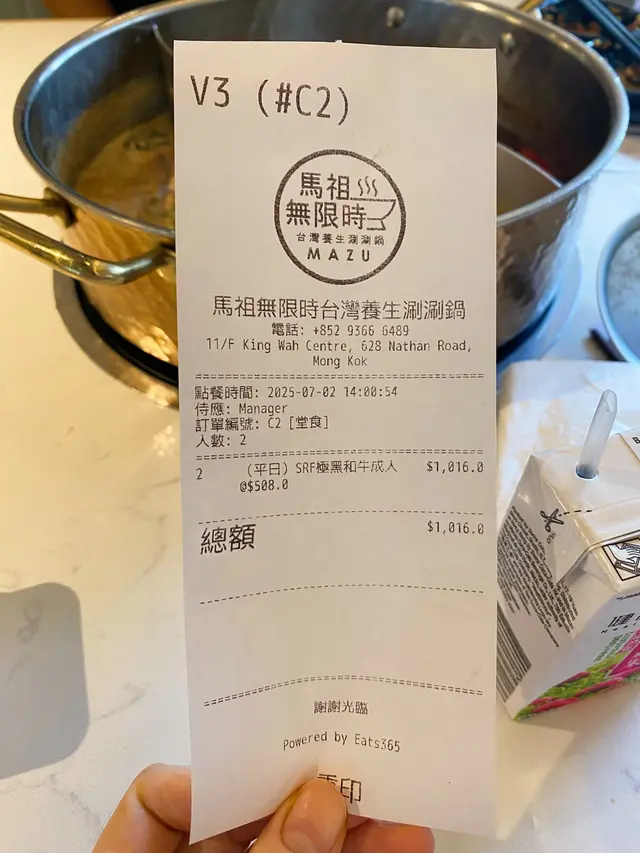 V3 (#C2)
馬祖
無限時
台灣養生涮涮鍋
MAZU
馬祖無限時台灣養生涮涮鍋
電話: +852 9366 6489
11/F King Wah Centre, 628 Nathan Road,
Mong Kok
點餐時間: 2025-07-02 14:00:54
侍應: Manager
訂單編號: C2 [堂食]
人數: 2
2 (平日) SRF極黑和牛成人 $1,016.0
@$508.0
總額 $1,016.0
謝謝光臨
Powered by Eats365
重印